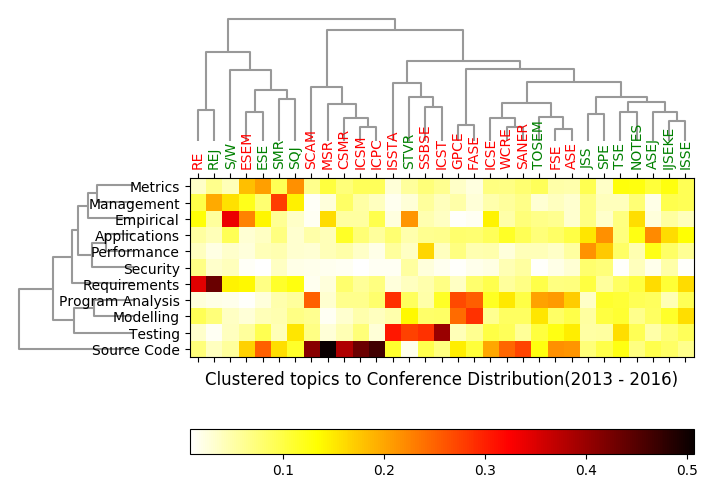 RE REJ S/W ESEM ESE SMR SQJ SCAM MSR CSMR ICSM ICPC ISSTA STVR SSBSE ICST GPCE FASE ICSE WCRE SANER TOSEM FSE ASE JSS SPE TSE NOTES ASEJ IJSEKE ISSE
Metrics
Management
Empirical
Applications
Performance
Security
Requirements
Program Analysis
Modelling
Testing
Source Code
Clustered topics to Conference Distribution(2013 - 2016)
0.1 0.2 0.3 0.4 0.5